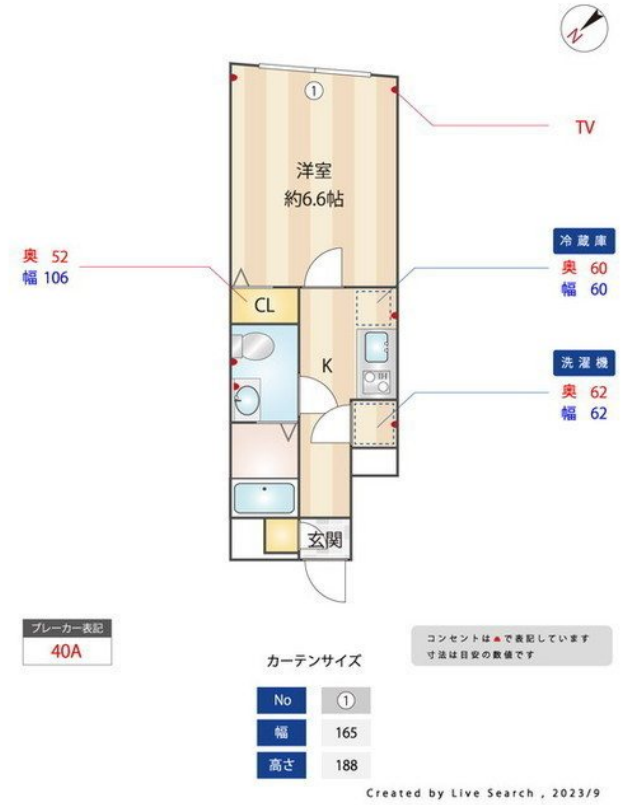 N
①
TV
洋室
約6.6帖
冷蔵庫
奥 60
幅 60
奥 52
幅 106
CL
K
洗濯機
奥 62
幅 62
玄関
ブレーカー表記
40A
コンセントは▲で表記しています
寸法は目安の数値です
カーテンサイズ
No ①
幅 165
高さ 188
Created by Live Search , 2023/9